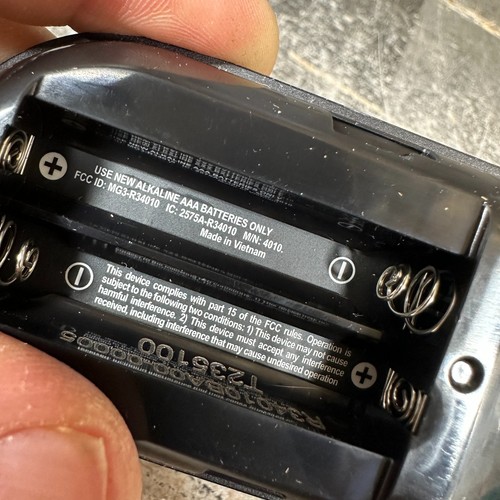 USE NEW ALKALINE AAA BATTERIES ONLY
FCC ID: MG3-R34010 IC: 2575A-R34010 M/N: 4010.
Made in Vietnam
This device complies with part 15 of the FCC rules. Operation is
subject to the following two conditions: 1) This device may not cause
harmful interference. 2) This device must accept any interference
received, including interference that may cause undesired operation
T235100